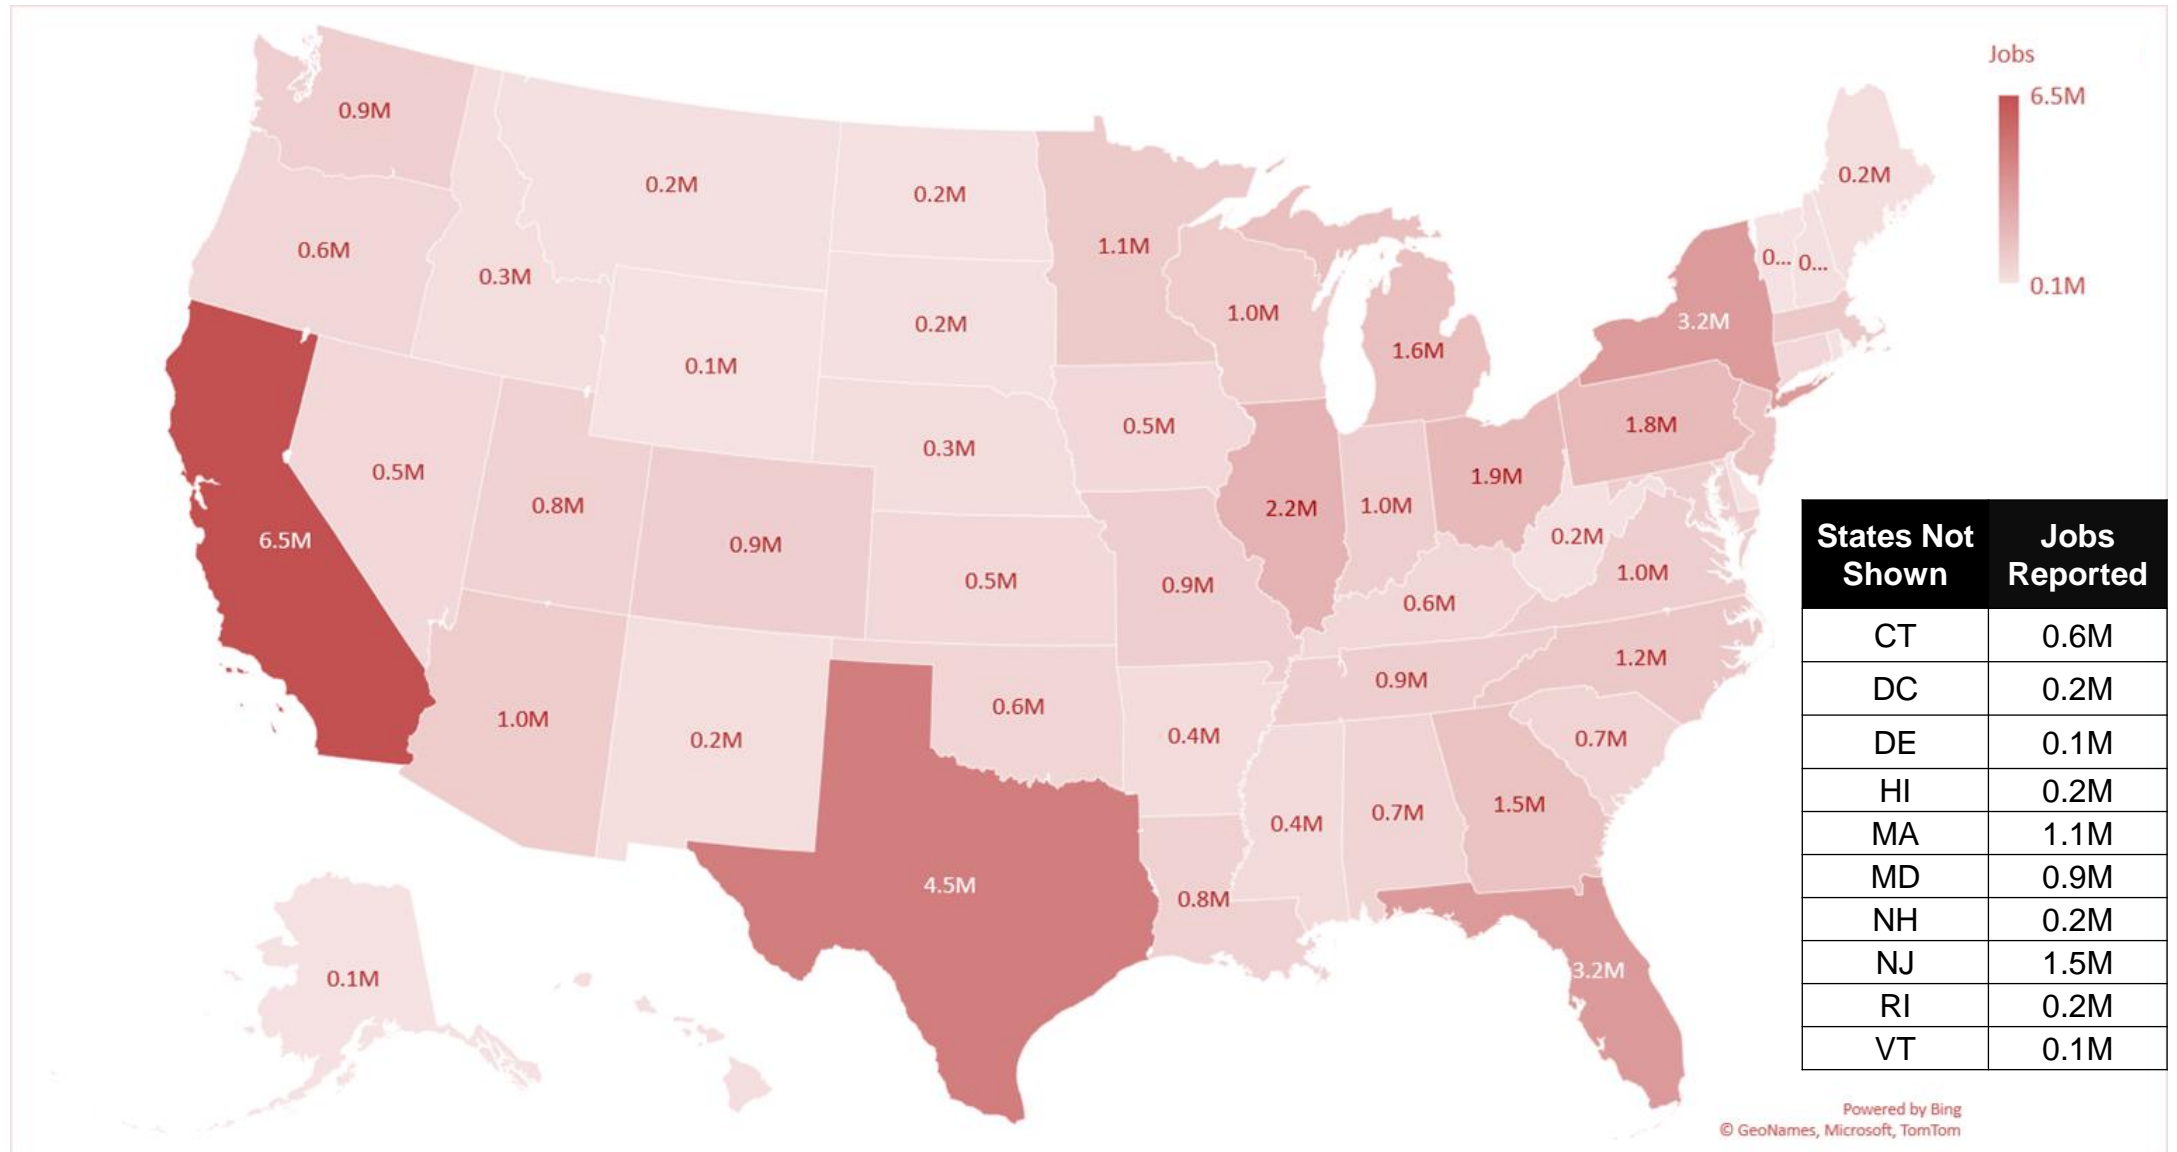 Jobs
6.5M
0.1M
0.9M
0.2M
0.2M
0.2M
0.6M
0.3M
1.1M
0... 0...
1.0M
3.2M
0.2M
1.6M
0.1M
0.5M
1.8M
0.3M
0.5M
0.8M
1.9M
2.2M
1.0M
6.5M
0.9M
0.2M
0.5M
0.9M
1.0M
0.6M
1.2M
0.9M
1.0M
0.2M
0.6M
0.4M
0.7M
0.4M
0.7M
1.5M
4.5M
0.8M
0.1M
3.2M
States Not Shown
Jobs Reported
CT 0.6M
DC 0.2M
DE 0.1M
HI 0.2M
MA 1.1M
MD 0.9M
NH 0.2M
NJ 1.5M
RI 0.2M
VT 0.1M
Powered by Bing
© GeoNames, Microsoft, TomTom